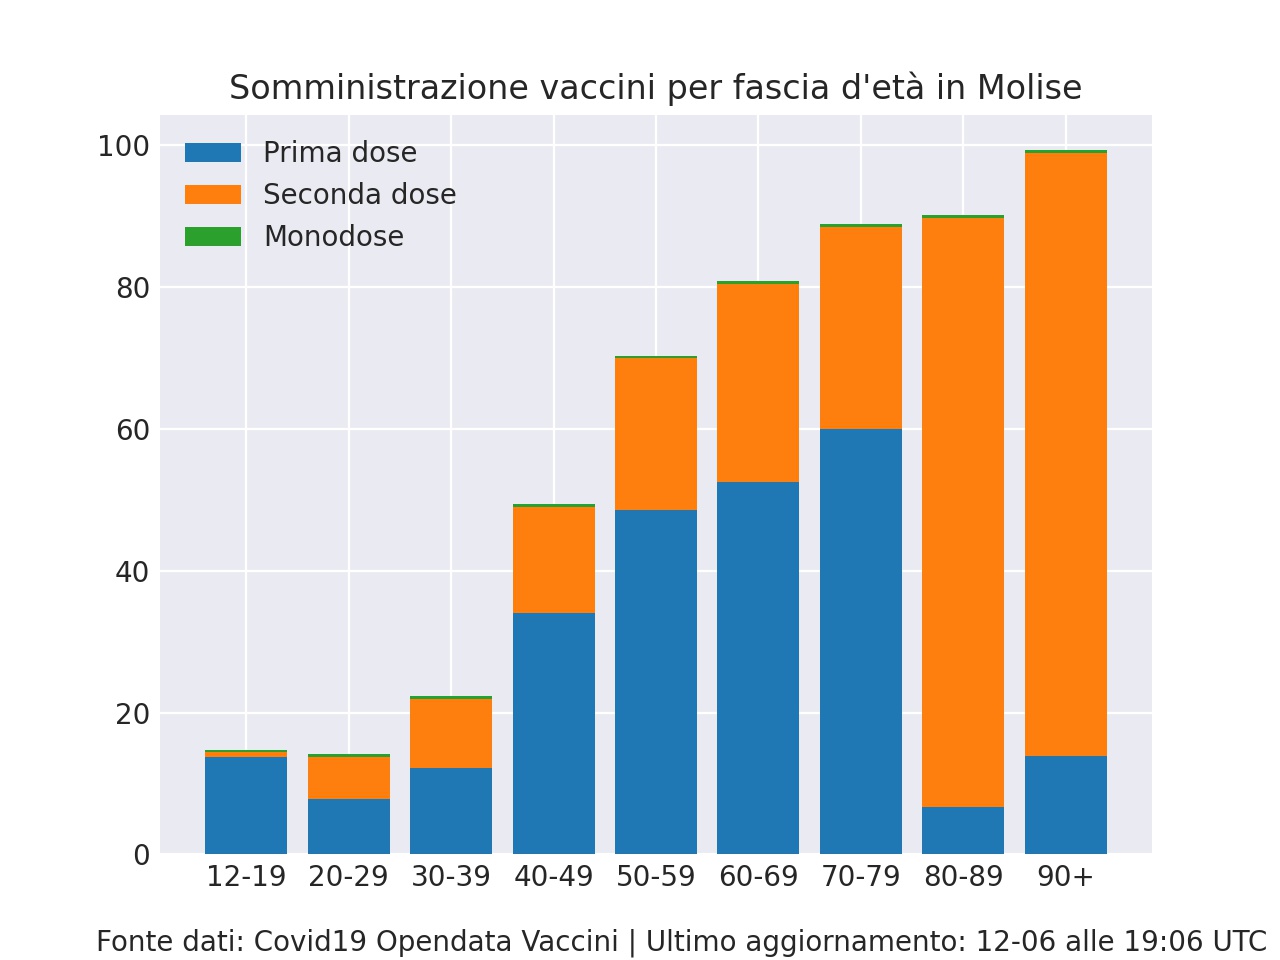 Somministrazione vaccini per fascia d'età in Molise
Prima dose
Seconda dose
Monodose
100
80
60
40
20
0
12-19 20-29 30-39 40-49 50-59 60-69 70-79 80-89 90+
Fonte dati: Covid19 Opendata Vaccini | Ultimo aggiornamento: 12-06 alle 19:06 UTC